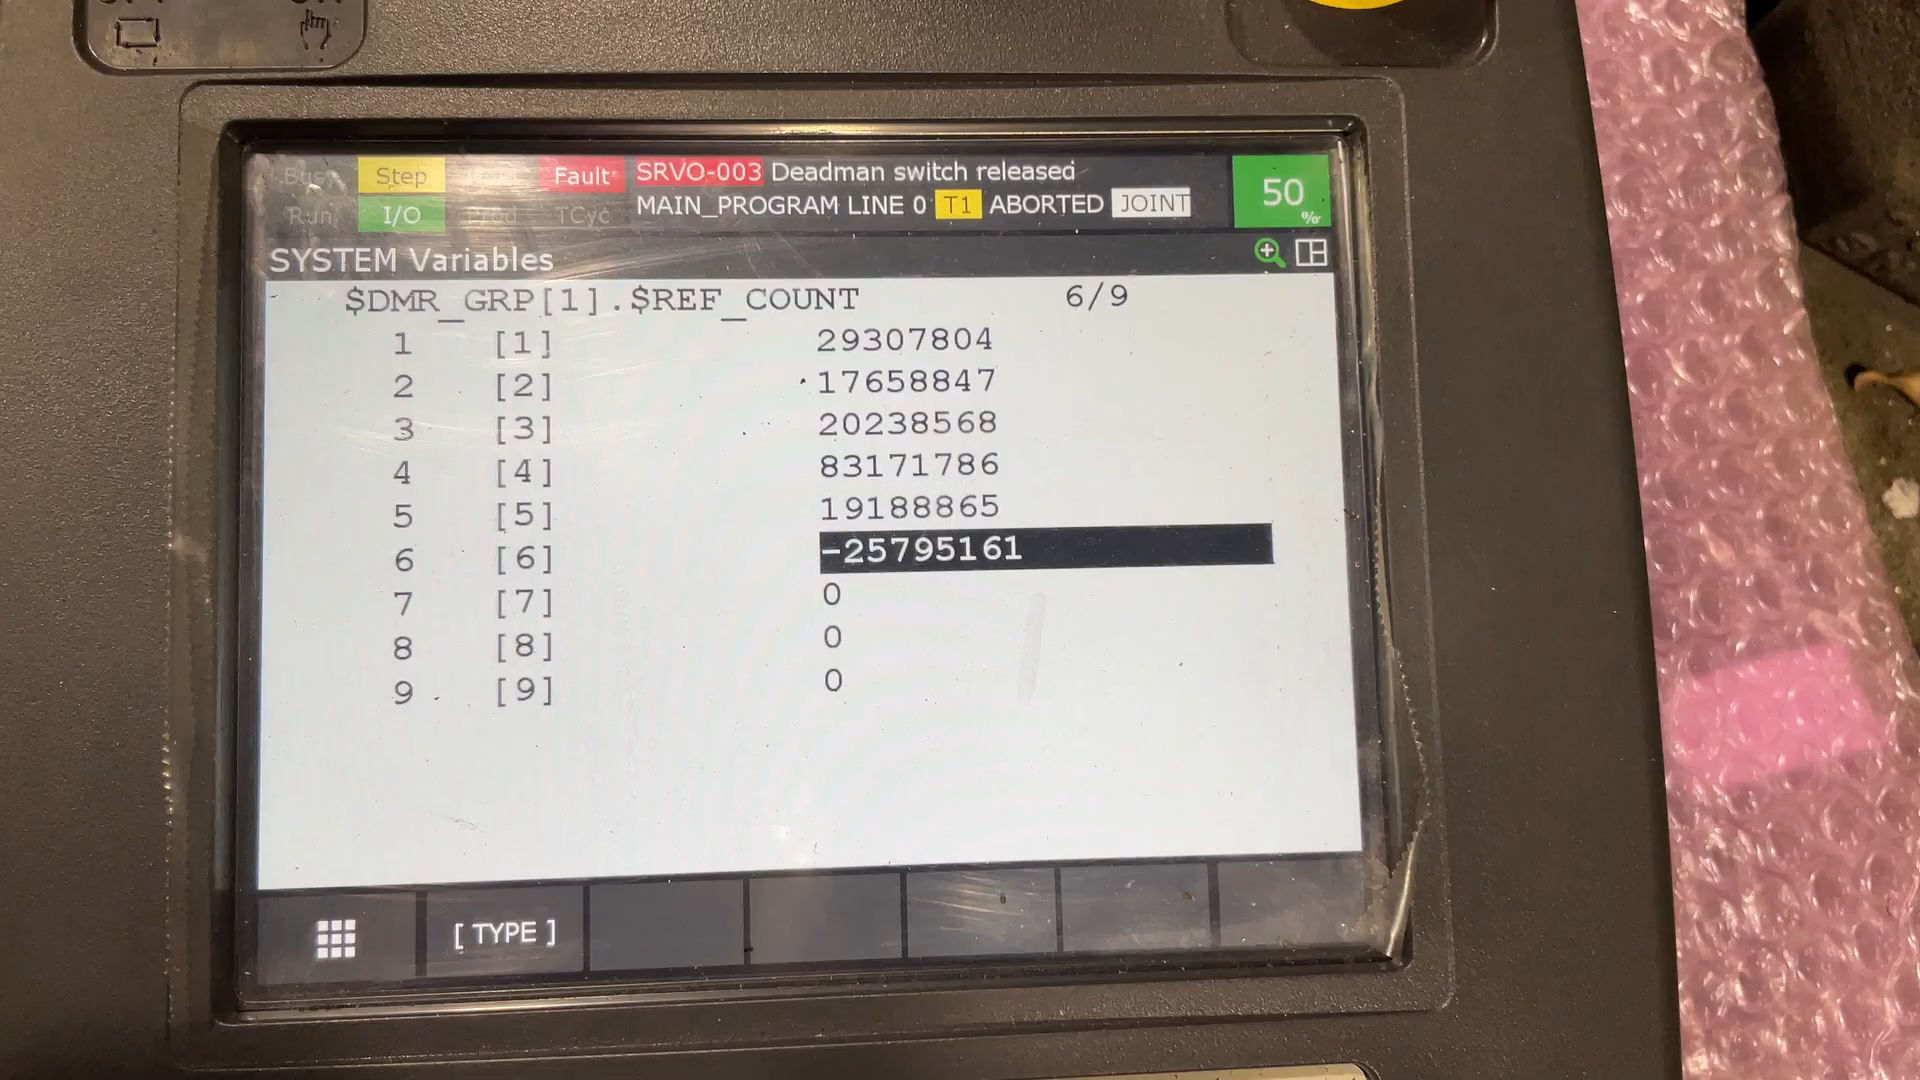 Busy Step Fault SRVO-003 Deadman switch released
Run I/O Prod TCyc MAIN_PROGRAM LINE 0 T1 ABORTED JOINT 50 %
SYSTEM Variables
$DMR_GRP[1].$REF_COUNT 6/9
1 [1] 29307804
2 [2] 17658847
3 [3] 20238568
4 [4] 83171786
5 [5] 19188865
6 [6] -25795161
7 [7] 0
8 [8] 0
9 [9] 0
[ TYPE ]